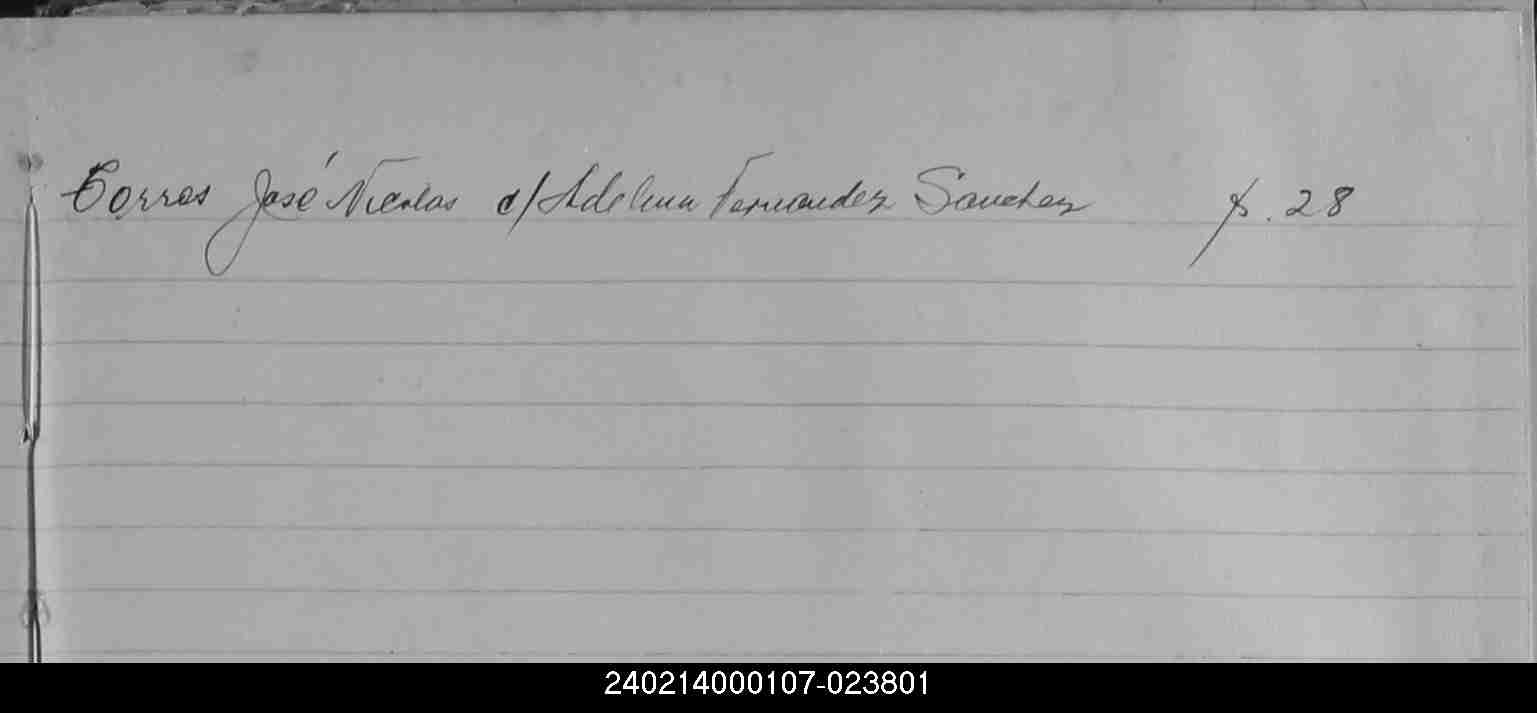 Torres José Nicolas c/ Adelina Fernandez Sanchez f. 28
240214000107-023801